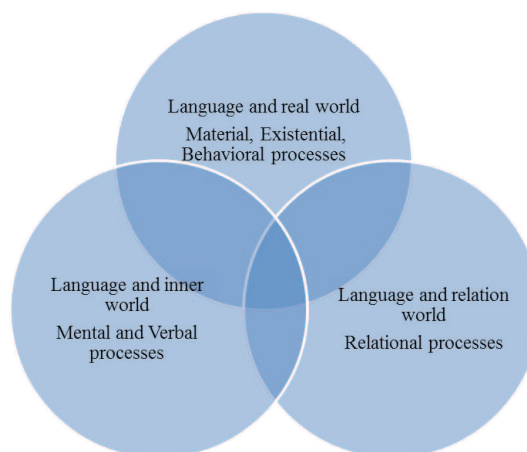 Language and real world
Material, Existential,
Behavioral processes
Language and inner
world
Mental and Verbal
processes
Language and relation
world
Relational processes